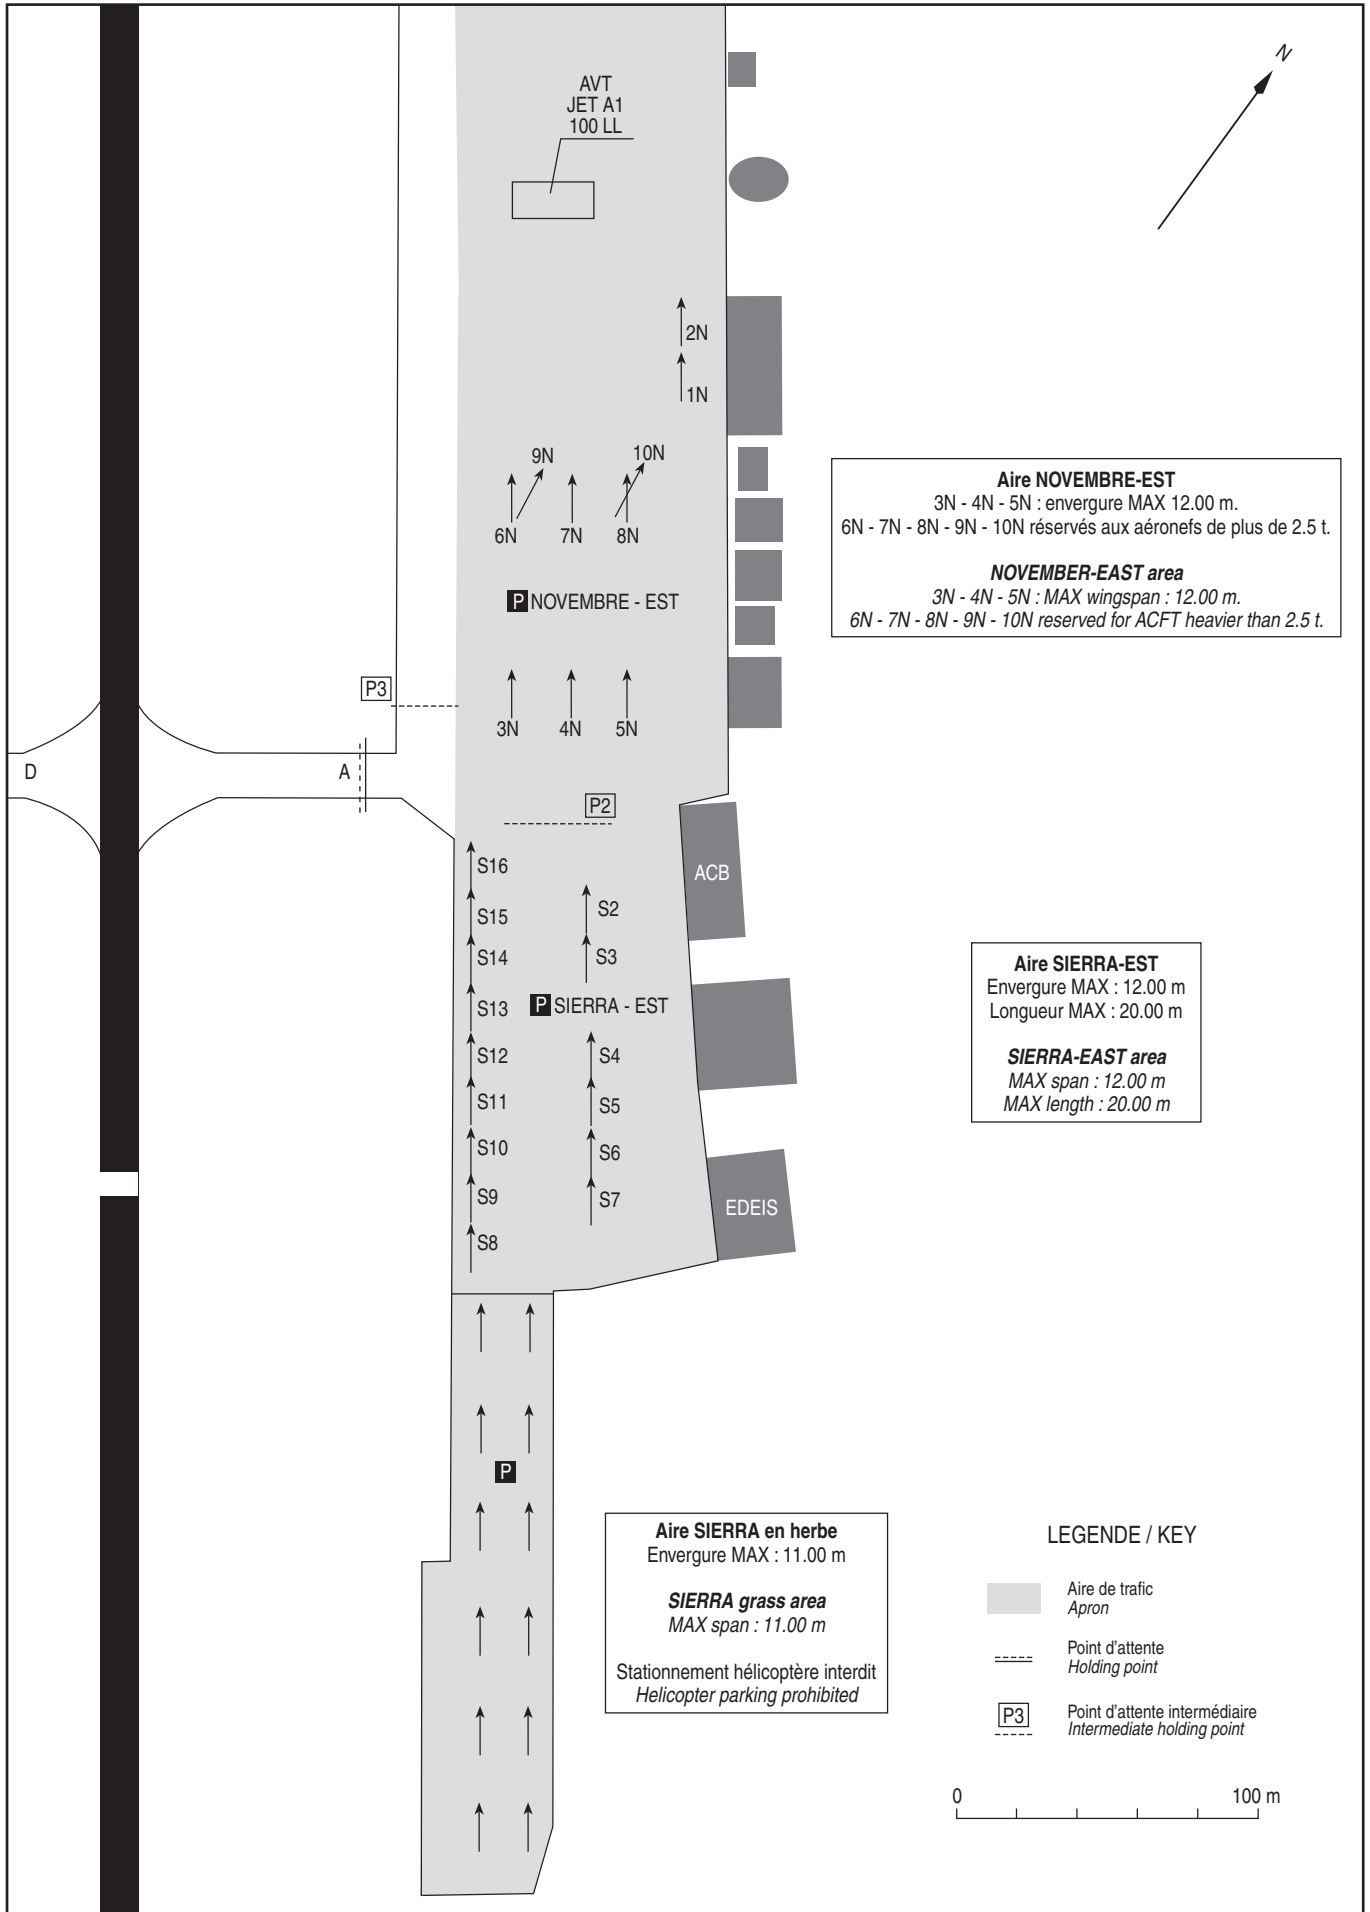 N
AVT
JET A1
100 LL
2N
1N
9N
10N
6N
7N
8N
P NOVEMBRE - EST
Aire NOVEMBRE-EST
3N - 4N - 5N : envergure MAX 12.00 m.
6N - 7N - 8N - 9N - 10N réservés aux aéronefs de plus de 2.5 t.
NOVEMBER-EAST area
3N - 4N - 5N : MAX wingspan : 12.00 m.
6N - 7N - 8N - 9N - 10N reserved for ACFT heavier than 2.5 t.
P3
3N
4N
5N
D
A
P2
ACB
S16
S15
S14
S13
S12
S11
S10
S9
S8
S2
S3
P SIERRA - EST
S4
S5
S6
S7
EDEIS
Aire SIERRA-EST
Envergure MAX : 12.00 m
Longueur MAX : 20.00 m
SIERRA-EAST area
MAX span : 12.00 m
MAX length : 20.00 m
P
Aire SIERRA en herbe
Envergure MAX : 11.00 m
SIERRA grass area
MAX span : 11.00 m
Stationnement hélicoptère interdit
Helicopter parking prohibited
LEGENDE / KEY
Aire de trafic
Apron
Point d'attente
Holding point
P3
Point d'attente intermédiaire
Intermediate holding point
0
100 m